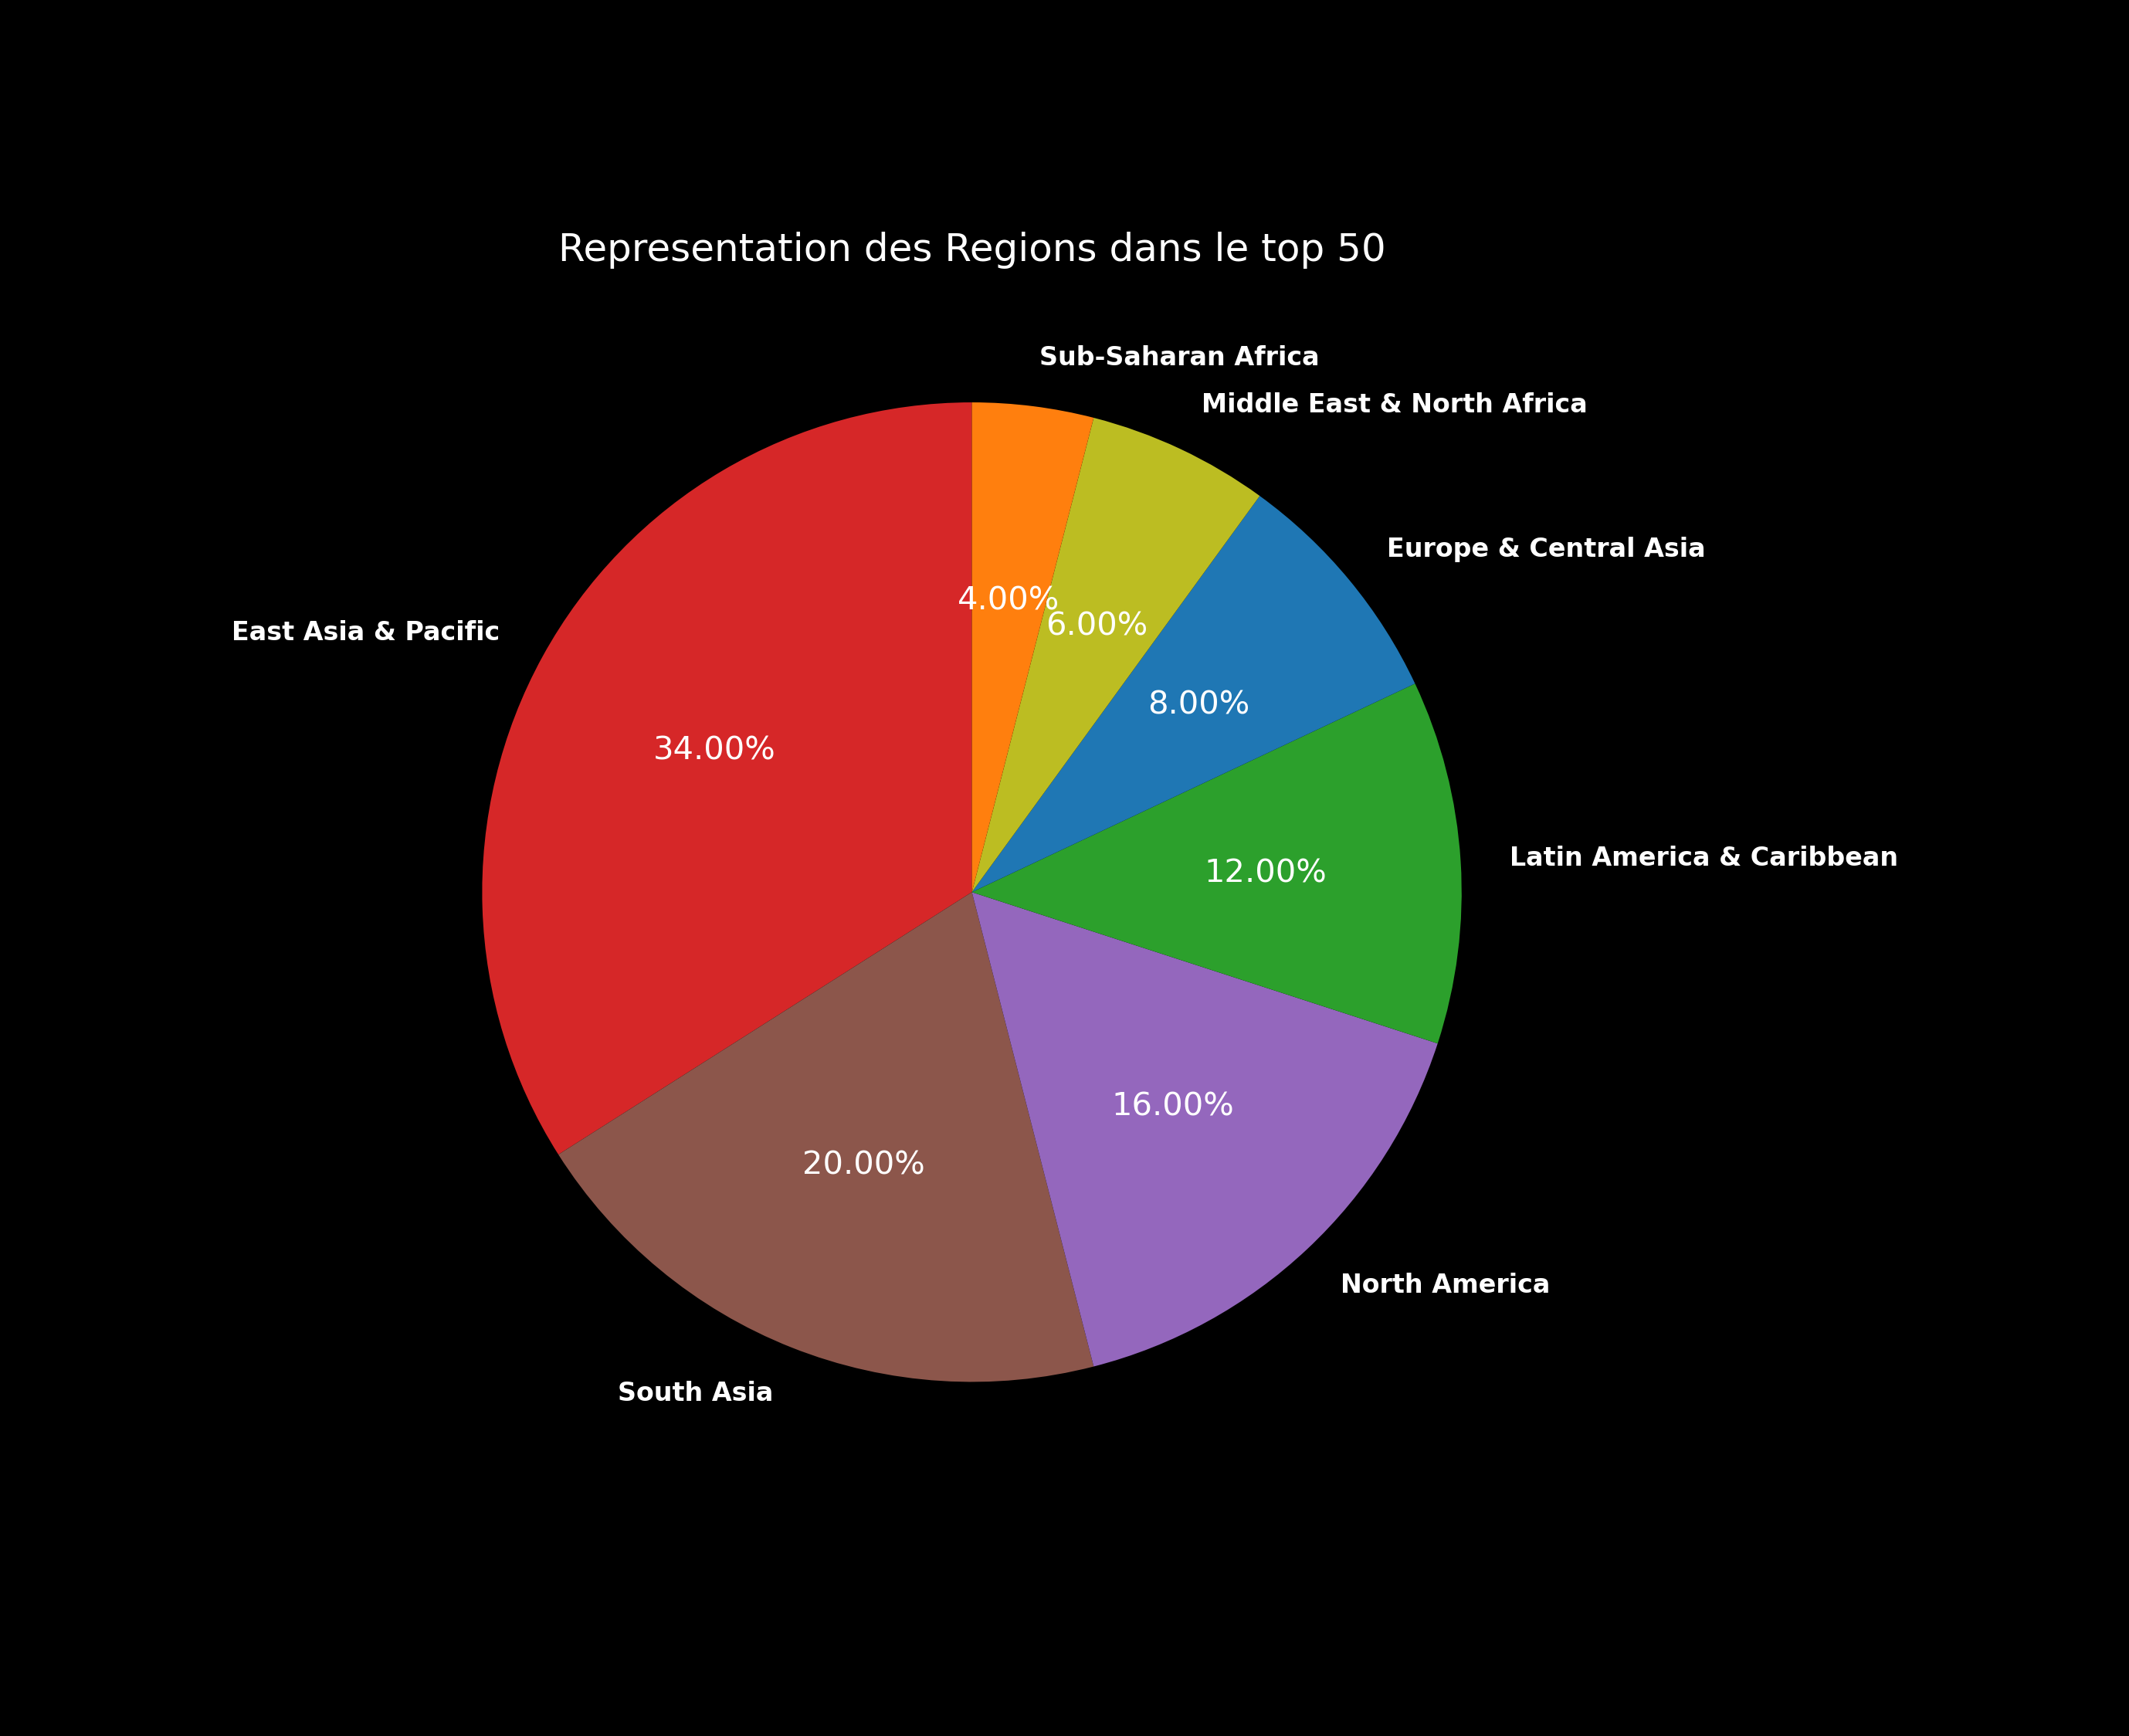 Representation des Regions dans le top 50
Sub-Saharan Africa
Middle East & North Africa
Europe & Central Asia
4.00%
6.00%
East Asia & Pacific
8.00%
34.00%
Latin America & Caribbean
12.00%
16.00%
20.00%
North America
South Asia